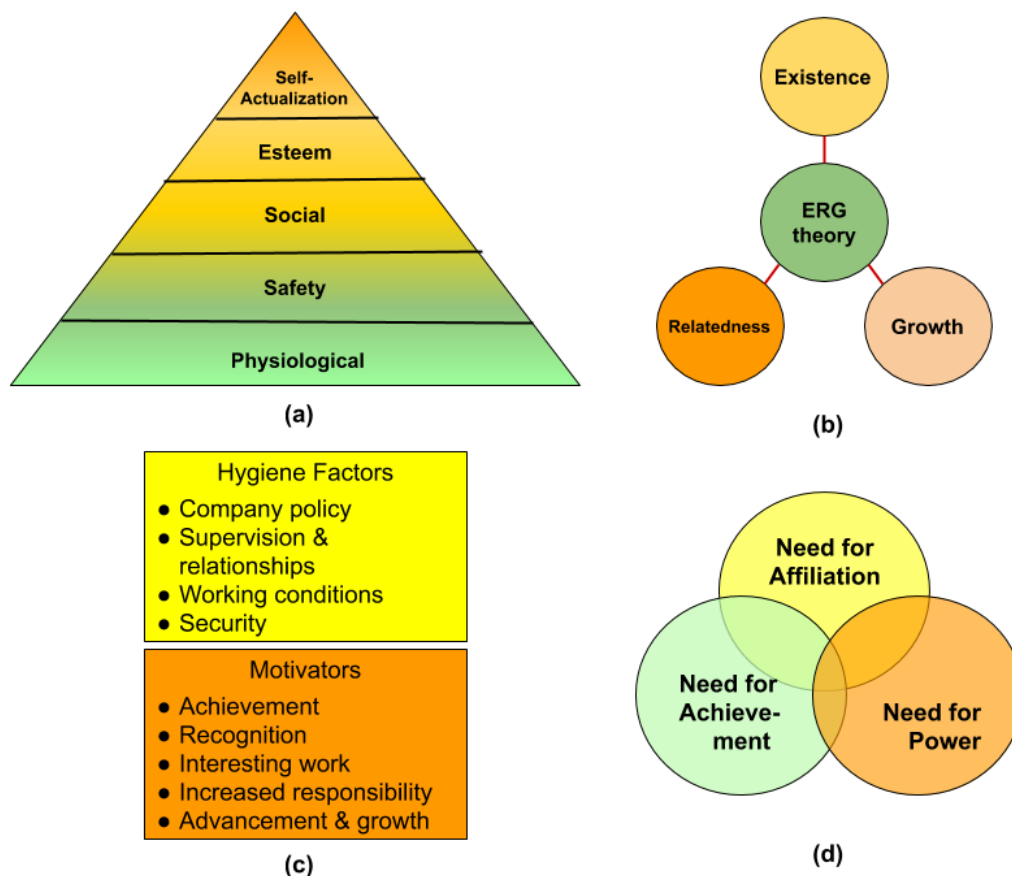 Self-
Actualization
Esteem
Social
Safety
Physiological
(a)
Existence
ERG
theory
Relatedness
Growth
(b)
Hygiene Factors
● Company policy
● Supervision &
relationships
● Working conditions
● Security
Motivators
● Achievement
● Recognition
● Interesting work
● Increased responsibility
● Advancement & growth
(c)
Need for
Affiliation
Need for
Achieve-
ment
Need for
Power
(d)